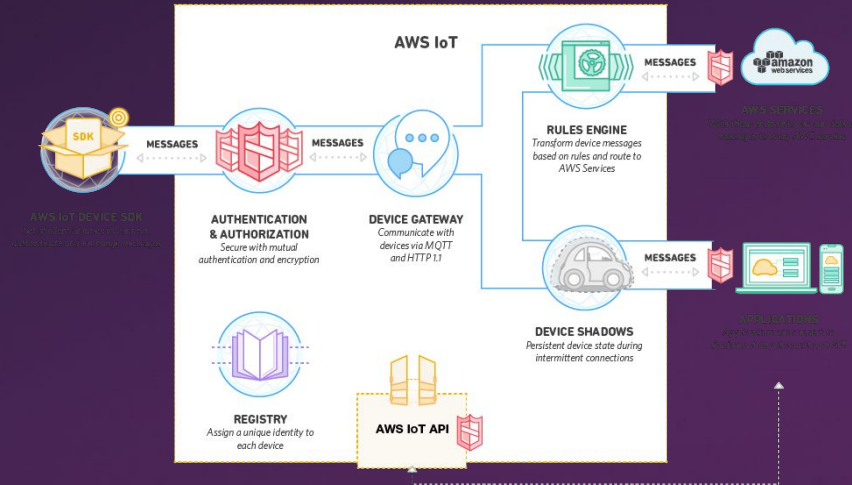 AWS IoT
SDK
MESSAGES
MESSAGES
MESSAGES
amazon
webservices
AWS SERVICES
RULES ENGINE
Transform device messages
based on rules and route to
AWS Services
AWS IoT DEVICE SDK
AUTHENTICATION
& AUTHORIZATION
Secure with mutual
authentication and encryption
DEVICE GATEWAY
Communicate with
devices via MQTT
and HTTP 1.1
MESSAGES
APPLICATIONS
DEVICE SHADOWS
Persistent device state during
intermittent connections
REGISTRY
Assign a unique identity to
each device
AWS IoT API